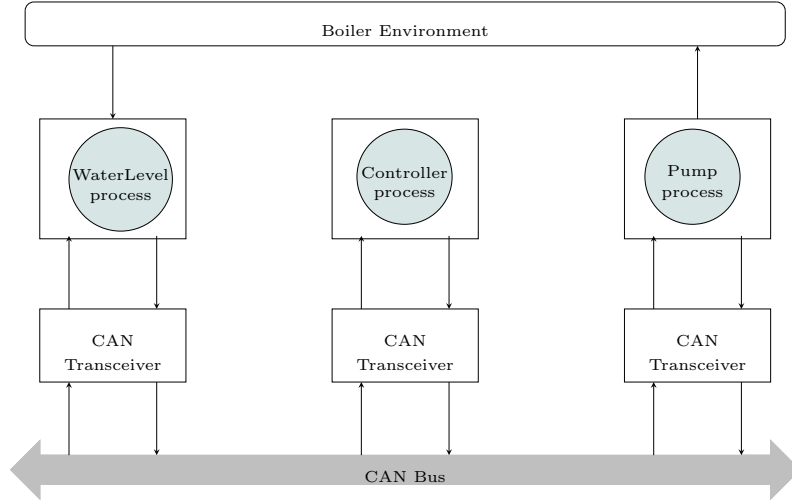 Boiler Environment
WaterLevel
process
Controller
process
Pump
process
CAN
Transceiver
CAN
Transceiver
CAN
Transceiver
CAN Bus